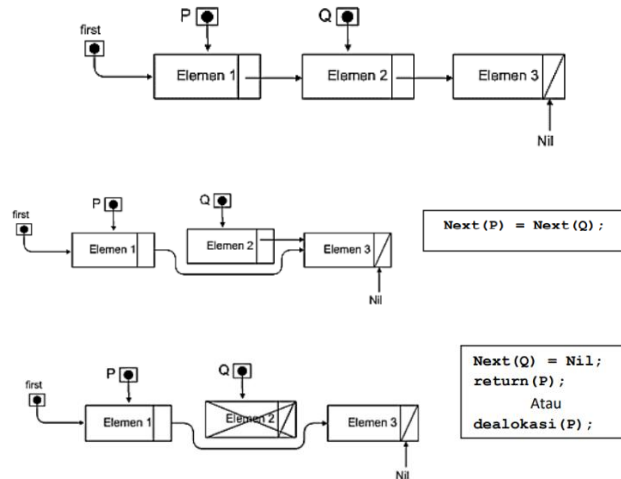 P
Q
first
Elemen 1
Elemen 2
Elemen 3
Nil
P
Q
first
Elemen 1
Elemen 2
Elemen 3
Nil
Next(P) = Next(Q);
P
Q
first
Elemen 1
Elemen 2
Elemen 3
Nil
Next(Q) = Nil;
return(P);
Atau
dealokasi(P);